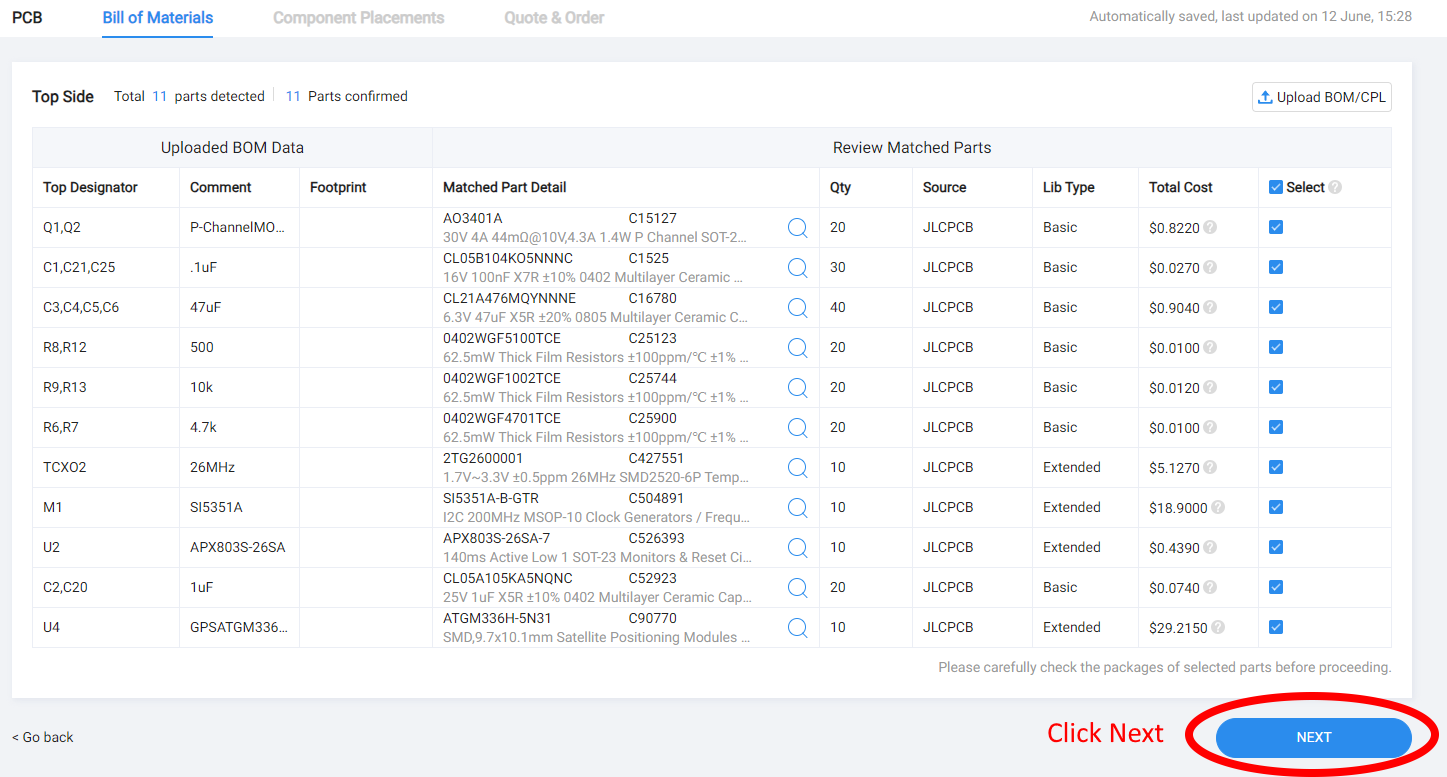 PCB Bill of Materials Component Placements Quote & Order Automatically saved, last updated on 12 June, 15:28
Top Side Total 11 parts detected 11 Parts confirmed Upload BOM/CPL
Uploaded BOM Data Review Matched Parts
Top Designator Comment Footprint Matched Part Detail Qty Source Lib Type Total Cost Select
Q1,Q2 P-ChannelMO... AO3401A C15127 20 JLCPCB Basic $0.8220
30V 4A 44mΩ@10V,4.3A 1.4W P Channel SOT-2...
C1,C21,C25 .1uF CL05B104KO5NNNC C1525 30 JLCPCB Basic $0.0270
16V 100nF X7R ±10% 0402 Multilayer Ceramic ...
C3,C4,C5,C6 47uF CL21A476MQYNNNE C16780 40 JLCPCB Basic $0.9040
6.3V 47uF X5R ±20% 0805 Multilayer Ceramic C...
R8,R12 500 0402WGF5100TCE C25123 20 JLCPCB Basic $0.0100
62.5mW Thick Film Resistors ±100ppm/℃ ±1% ...
R9,R13 10k 0402WGF1002TCE C25744 20 JLCPCB Basic $0.0120
62.5mW Thick Film Resistors ±100ppm/℃ ±1% ...
R6,R7 4.7k 0402WGF4701TCE C25900 20 JLCPCB Basic $0.0100
62.5mW Thick Film Resistors ±100ppm/℃ ±1% ...
TCXO2 26MHz 2TG2600001 C427551 10 JLCPCB Extended $5.1270
1.7V~3.3V ±0.5ppm 26MHz SMD2520-6P Temp...
M1 SI5351A SI5351A-B-GTR C504891 10 JLCPCB Extended $18.9000
I2C 200MHz MSOP-10 Clock Generators / Frequ...
U2 APX803S-26SA APX803S-26SA-7 C526393 10 JLCPCB Extended $0.4390
140ms Active Low 1 SOT-23 Monitors & Reset Ci...
C2,C20 1uF CL05A105KA5NQNC C52923 20 JLCPCB Basic $0.0740
25V 1uF X5R ±10% 0402 Multilayer Ceramic Cap...
U4 GPSATGM336... ATGM336H-5N31 C90770 10 JLCPCB Extended $29.2150
SMD,9.7x10.1mm Satellite Positioning Modules ...
Please carefully check the packages of selected parts before proceeding.
< Go back Click Next NEXT